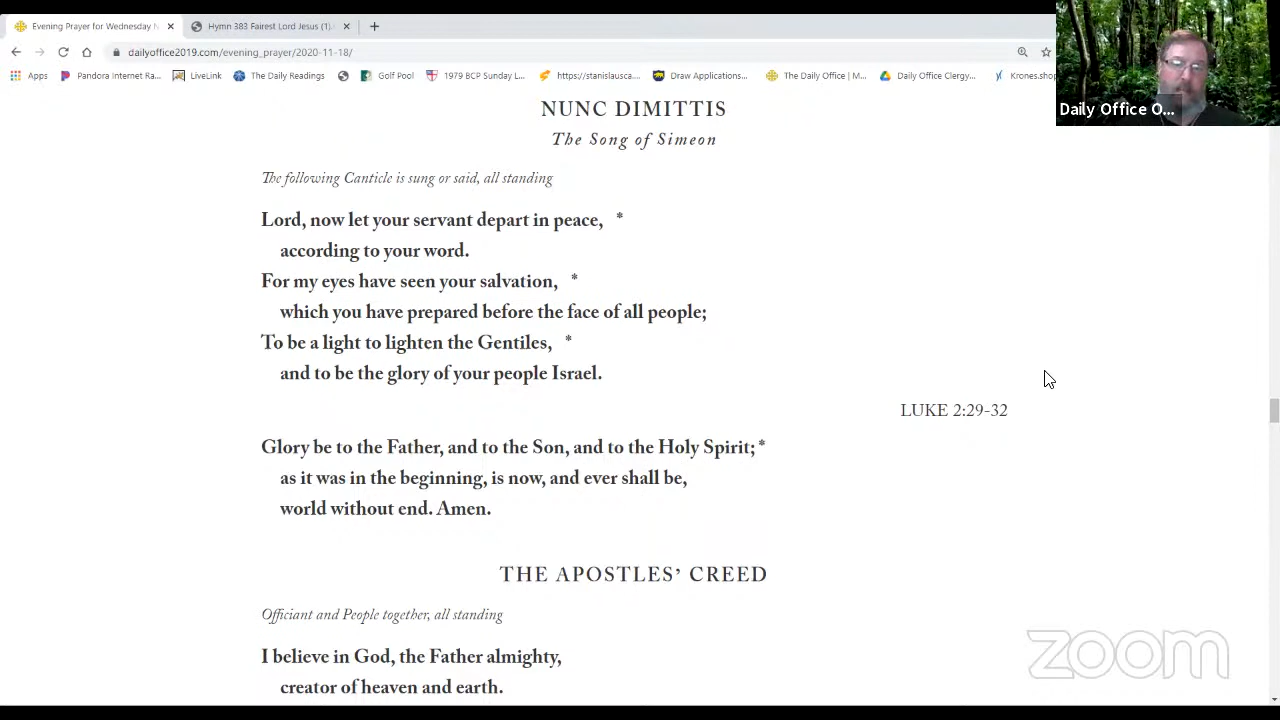 Evening Prayer for Wednesday N
Hymn 383 Fairest Lord Jesus (1).
dailyoffice2019.com/evening_prayer/2020-11-18/
Apps
Pandora Internet Ra...
LiveLink
The Daily Readings
Golf Pool
1979 BCP Sunday L...
https://stanislausca...
Draw Applications...
The Daily Office | M...
Daily Office Clergy...
Krones.shop
Daily Office O...
NUNC DIMITTIS
The Song of Simeon
The following Canticle is sung or said, all standing
Lord, now let your servant depart in peace, *
according to your word.
For my eyes have seen your salvation, *
which you have prepared before the face of all people;
To be a light to lighten the Gentiles, *
and to be the glory of your people Israel.
LUKE 2:29-32
Glory be to the Father, and to the Son, and to the Holy Spirit; *
as it was in the beginning, is now, and ever shall be,
world without end. Amen.
THE APOSTLES’ CREED
Officiant and People together, all standing
I believe in God, the Father almighty,
creator of heaven and earth.
zoom